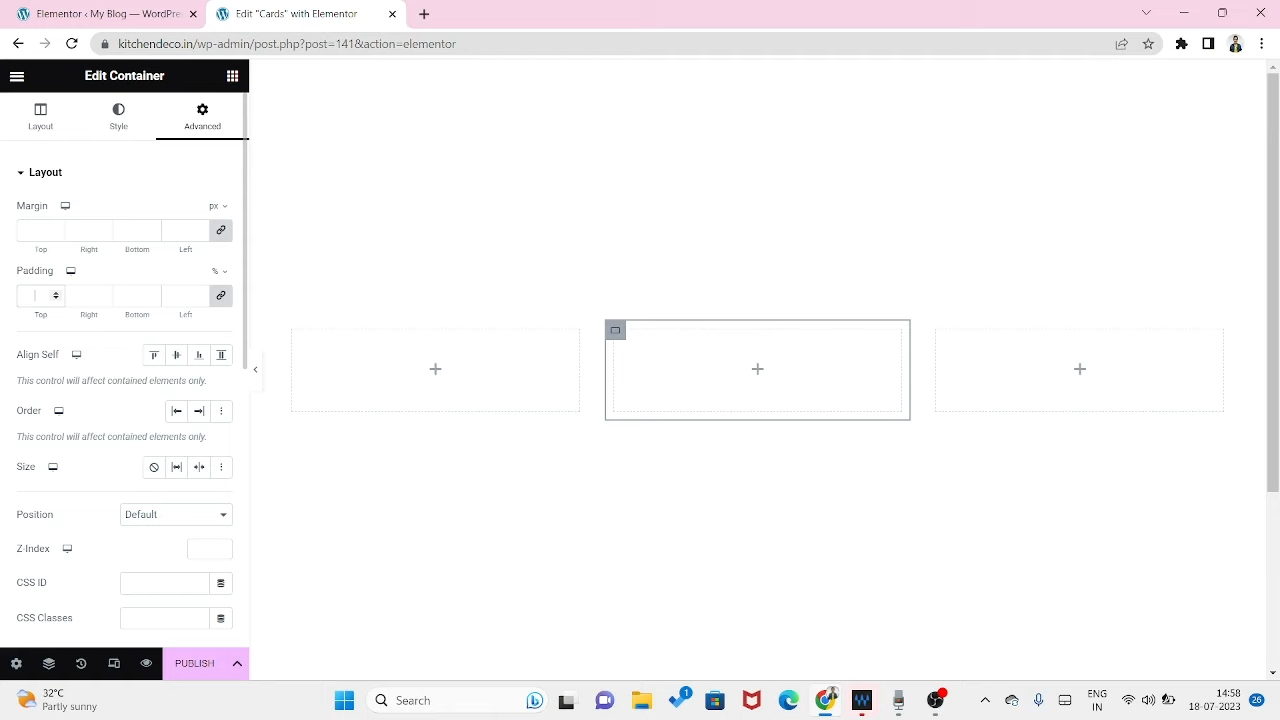 Elementor ‹ My Blog — WordPre
Edit "Cards" with Elementor
kitchendeco.in/wp-admin/post.php?post=141&action=elementor
Edit Container
Layout
Style
Advanced
Layout
Margin
px
Top
Right
Bottom
Left
Padding
%
Top
Right
Bottom
Left
Align Self
This control will affect contained elements only.
Order
This control will affect contained elements only.
Size
Position
Default
Z-Index
CSS ID
CSS Classes
PUBLISH
32°C
Partly sunny
Search
1
ENG
IN
14:58
18-07-2023
26